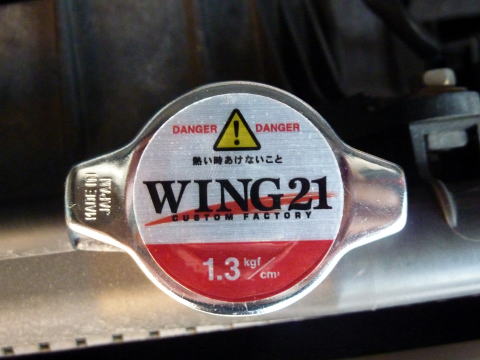 DANGER ! DANGER
熱い時あけないこと
WING21
CUSTOM FACTORY
1.3 kgf/cm²
MADE IN
JAPAN